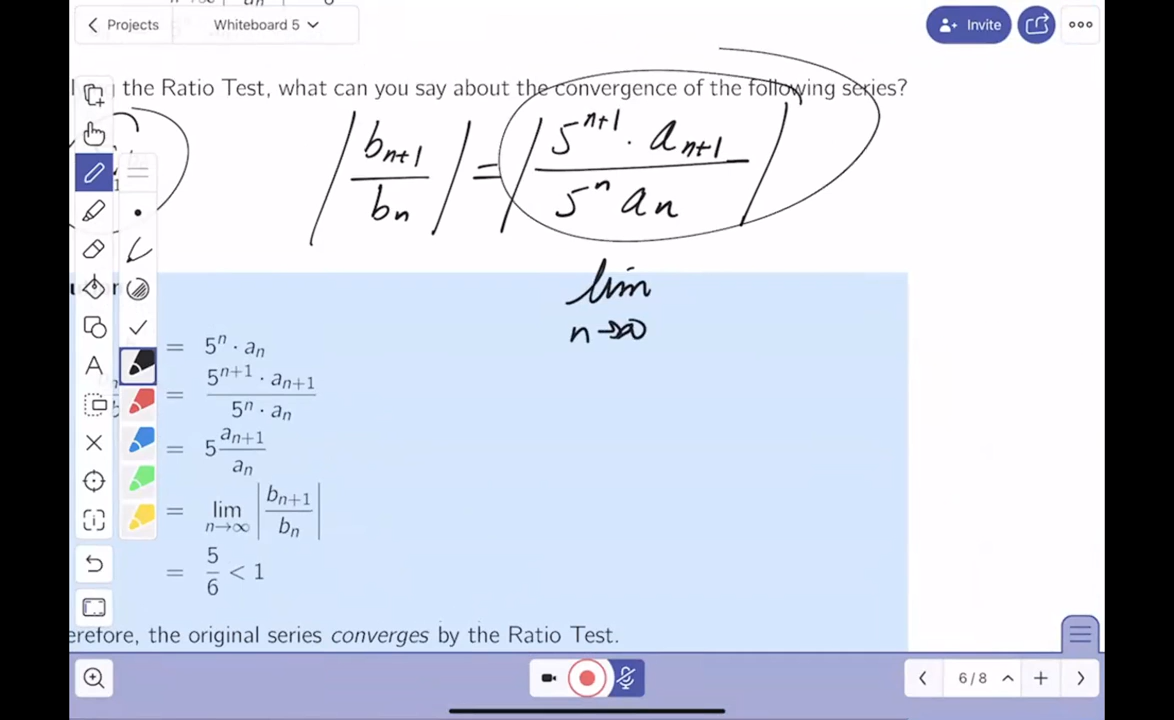 Projects
Whiteboard 5
Invite
the Ratio Test, what can you say about the convergence of the following series?
| b_{n+1} / b_n | = | 5^{n+1} · a_{n+1} / 5^n a_n |
lim n→∞
= 5^n · a_n
= 5^{n+1} · a_{n+1} / 5^n · a_n
= 5 a_{n+1} / a_n
= lim n→∞ | b_{n+1} / b_n |
= 5/6 < 1
erefore, the original series converges by the Ratio Test.
6/8